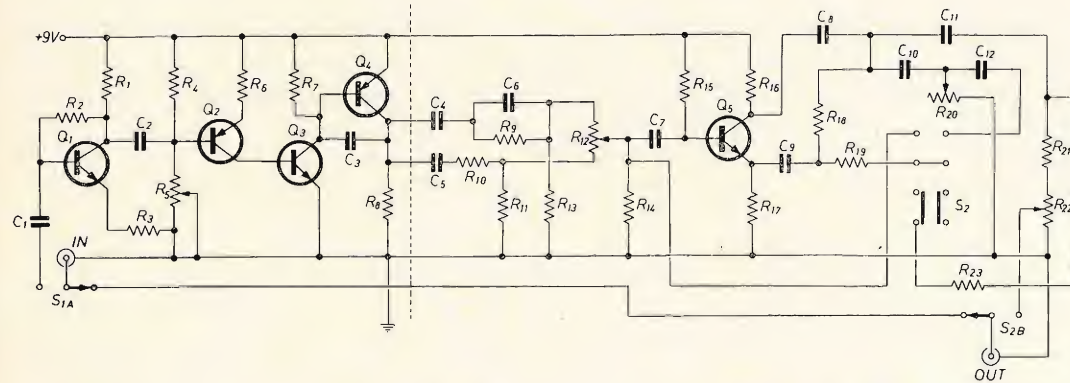 +9V
R1
R2
Q1
C1
IN
S1A
C2
R3
R4
R5
Q2
R6
Q3
R7
Q4
C3
R8
C4
C5
R10
C6
R9
R11
R13
R12
R14
C7
R15
Q5
R16
R17
C8
C9
R18
R19
C10
C11
C12
R20
S2
R21
R22
R23
S2B
OUT